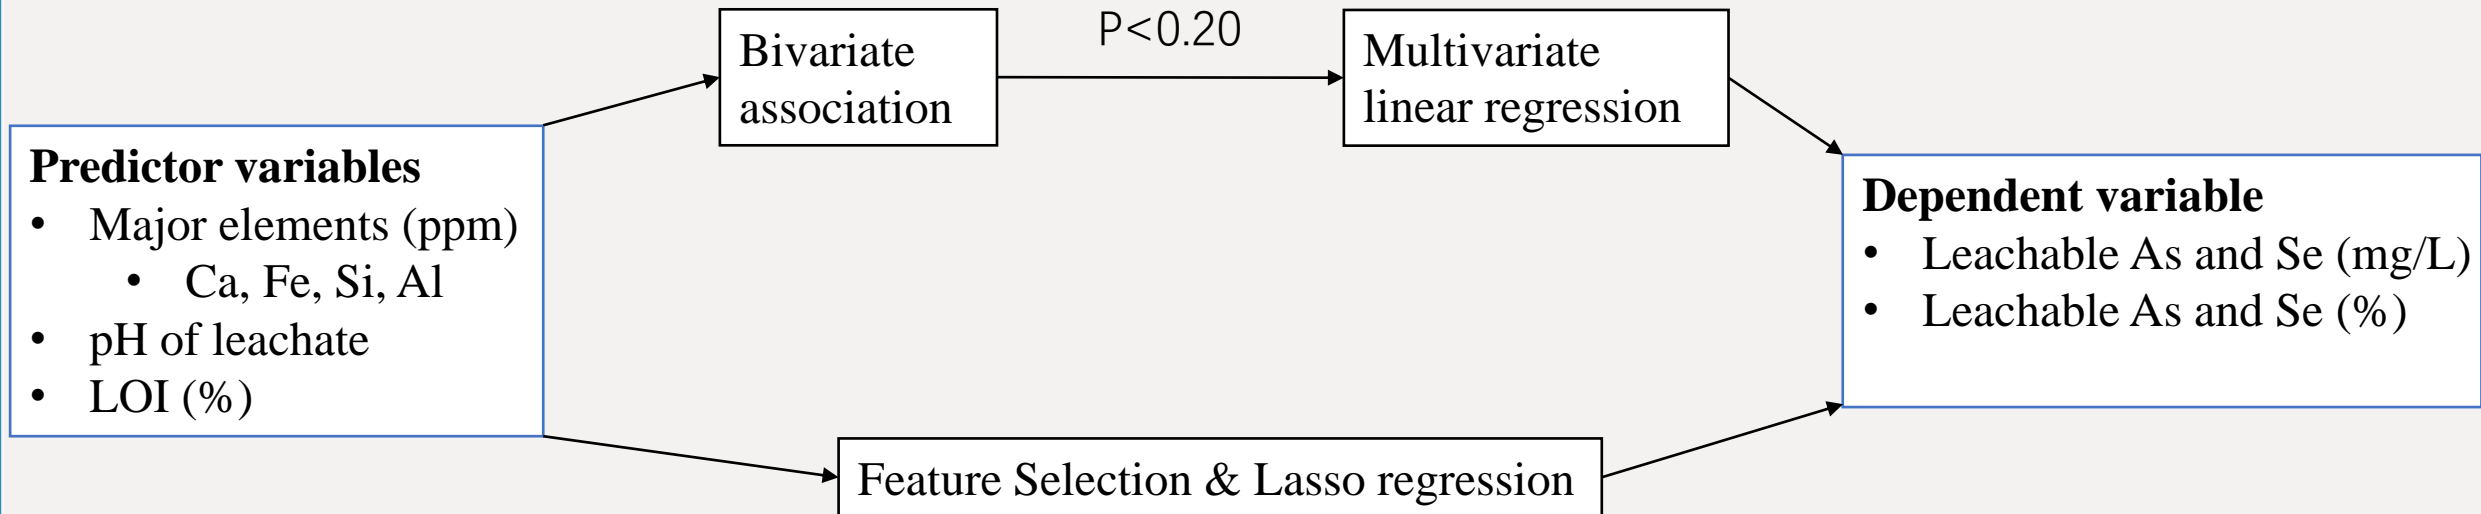 Predictor variables
• Major elements (ppm)
• Ca, Fe, Si, Al
• pH of leachate
• LOI (%)
Bivariate
association
P<0.20
Multivariate
linear regression
Feature Selection & Lasso regression
Dependent variable
• Leachable As and Se (mg/L)
• Leachable As and Se (%)